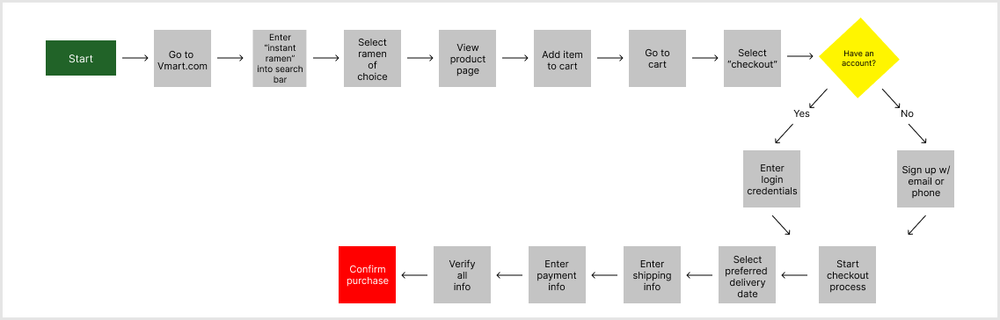 Start
Go to
Vmart.com
Enter
"instant
ramen"
into search
bar
Select
ramen
of
choice
View
product
page
Add item
to cart
Go to
cart
Select
"checkout"
Have an
account?
Yes
No
Enter
login
credentials
Sign up w/
email or
phone
Confirm
purchase
Verify
all
info
Enter
payment
info
Enter
shipping
info
Select
preferred
delivery
date
Start
checkout
process